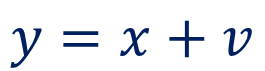 y = x + v